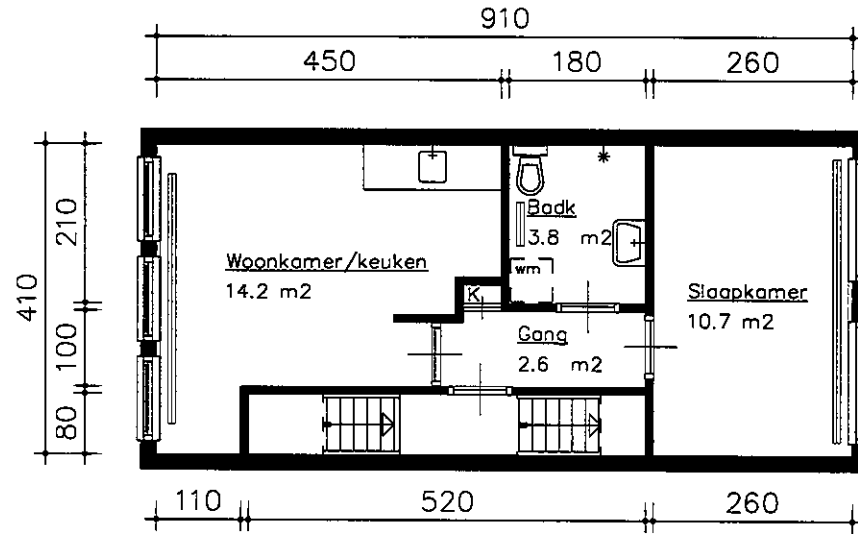 910
450 180 260
410
210
100
80
Badk
3.8 m2
wm
Woonkamer/keuken
14.2 m2
K
Slaapkamer
10.7 m2
Gang
2.6 m2
110 520 260